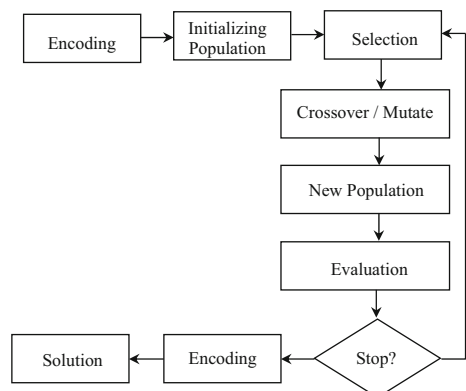 Encoding
Initializing
Population
Selection
Crossover / Mutate
New Population
Evaluation
Stop?
Encoding
Solution